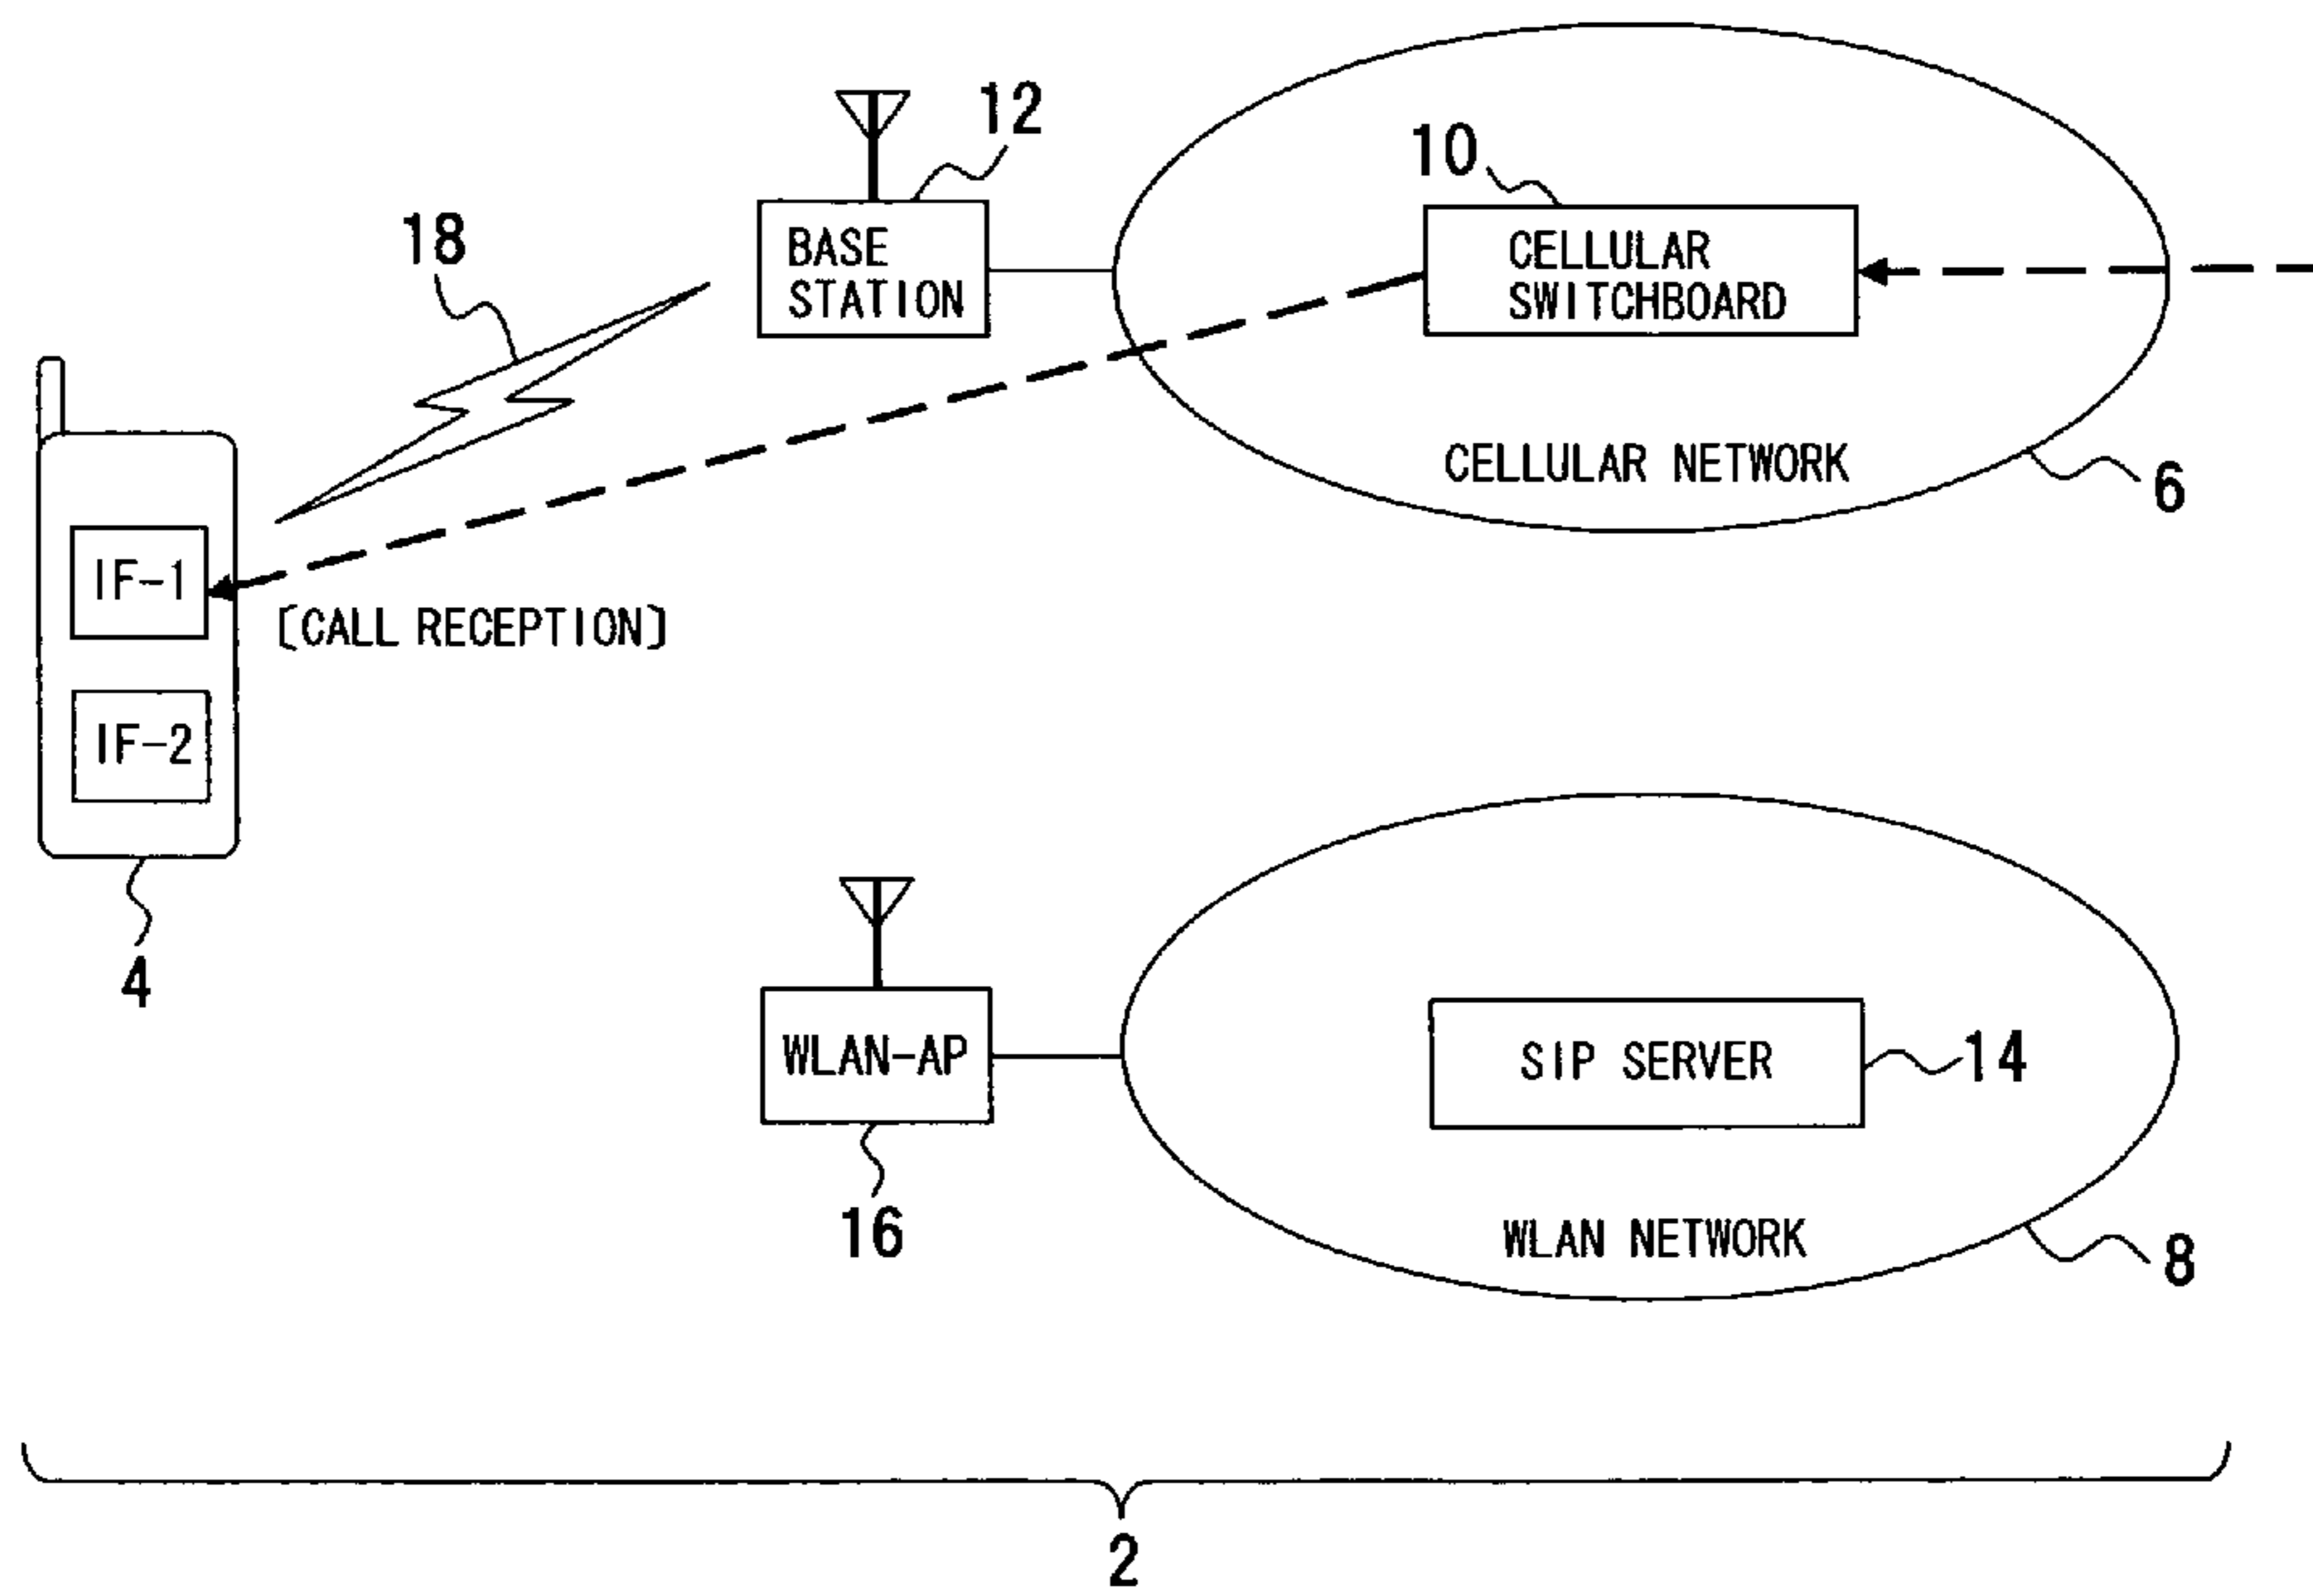 12
10
18
BASE
STATION
CELLULAR
SWITCHBOARD
CELLULAR NETWORK
6
IF-1
[CALL RECEPTION]
IF-2
4
WLAN-AP
SIP SERVER
14
16
WLAN NETWORK
8
2